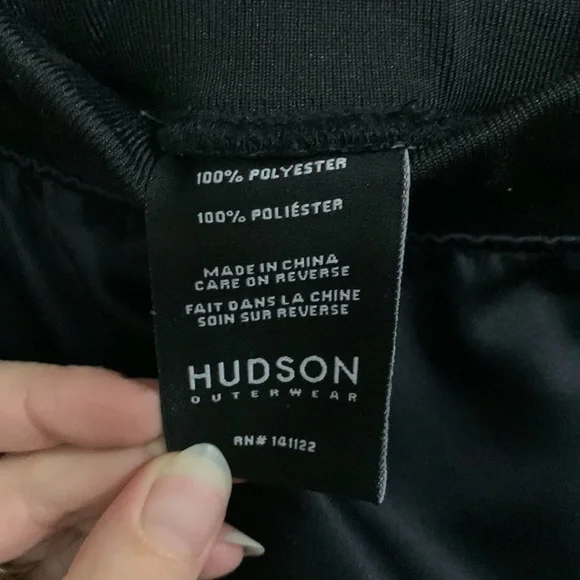 100% POLYESTER
100% POLIÉSTER
MADE IN CHINA
CARE ON REVERSE
FAIT DANS LA CHINE
SOIN SUR REVERSE
HUDSON
OUTERWEAR
RN# 141122